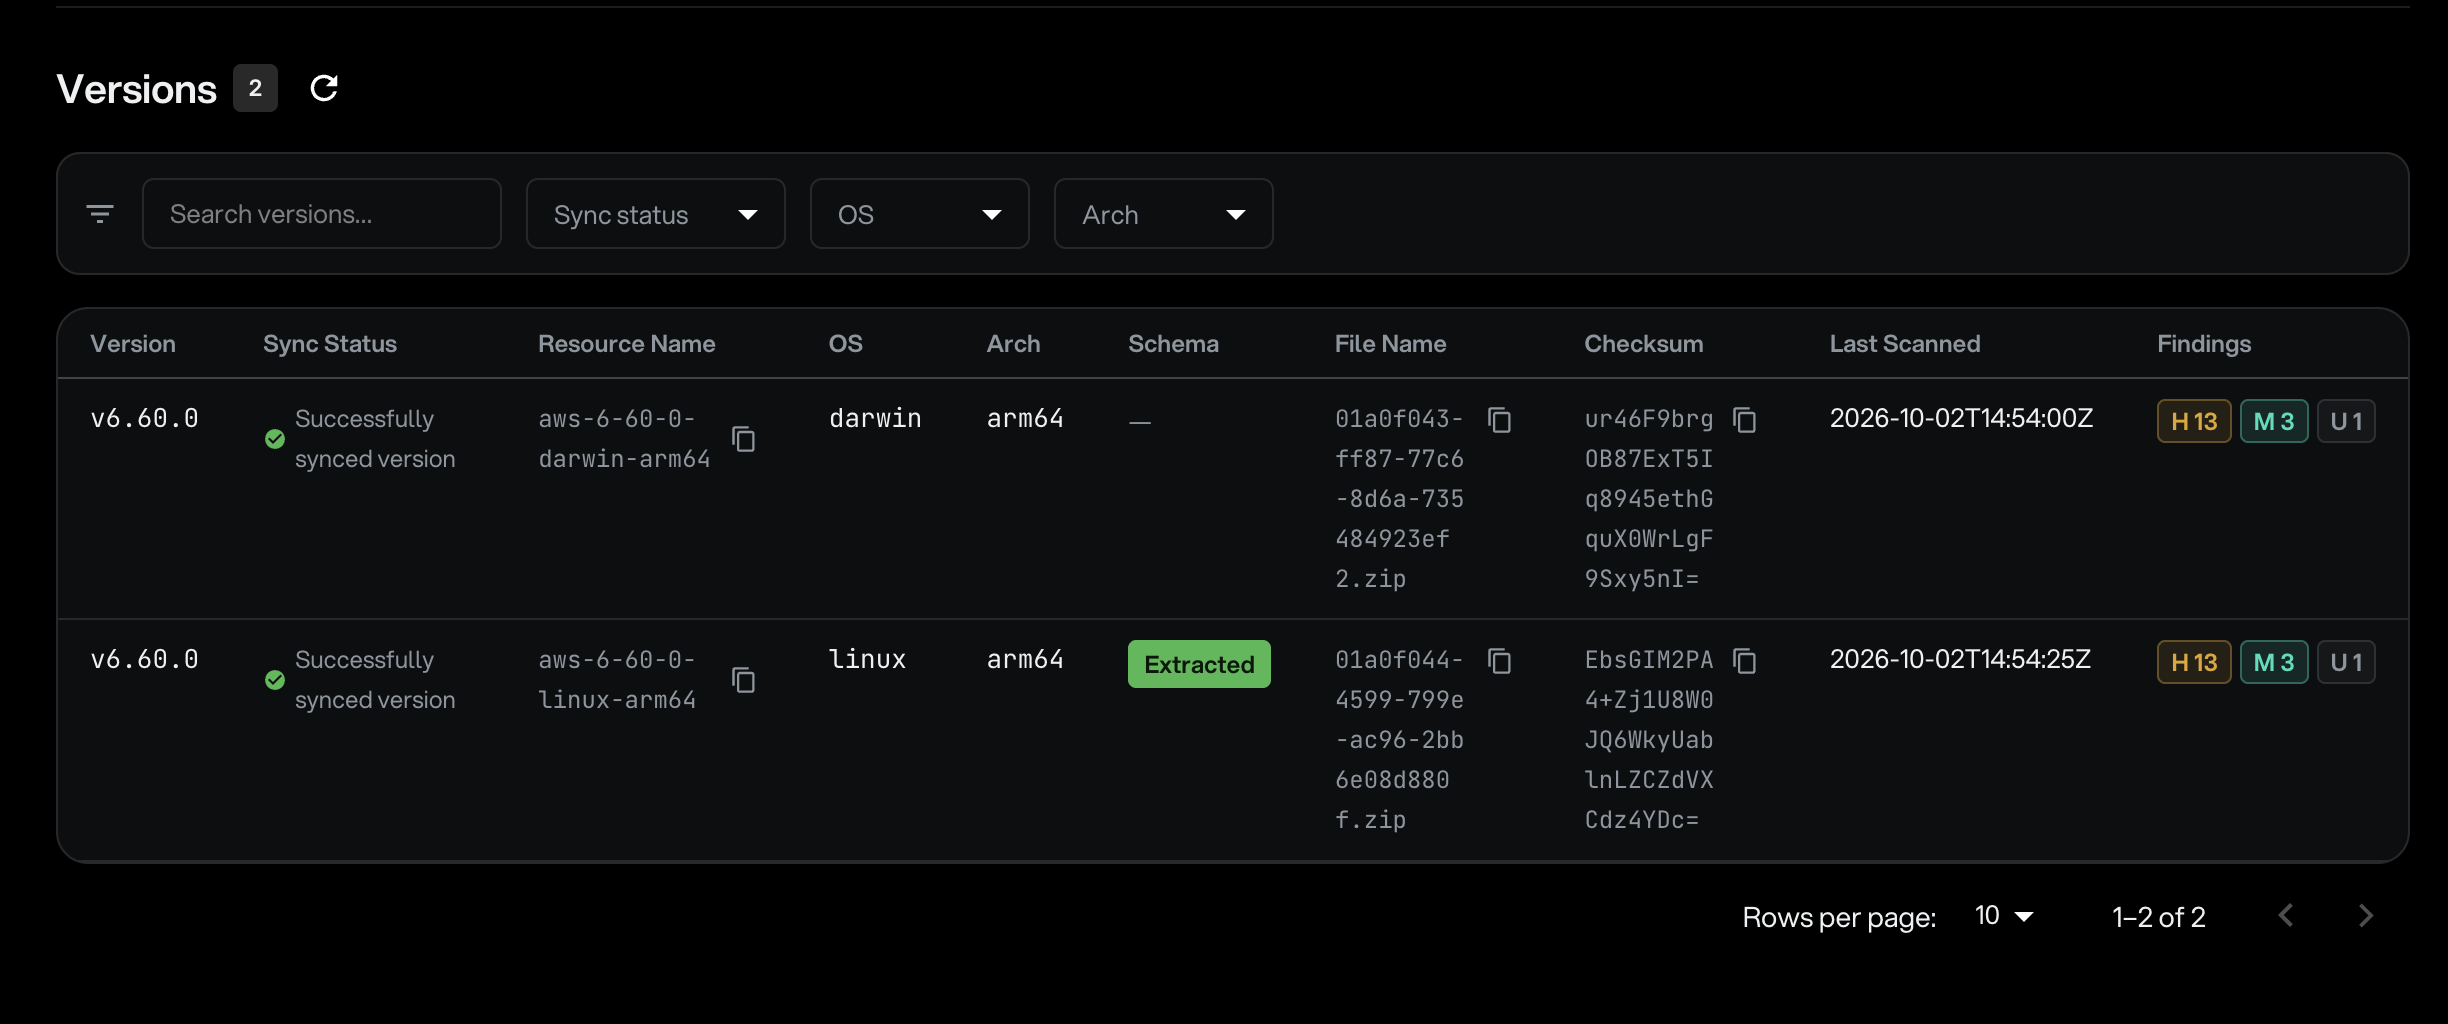 Versions 2
Search versions... Sync status OS Arch
Version Sync Status Resource Name OS Arch Schema File Name Checksum Last Scanned Findings
v6.60.0 Successfully aws-6-60-0- darwin arm64 — 01a0f043- ur46F9brg 2026-10-02T14:54:00Z H 13 M 3 U 1
synced version darwin-arm64 ff87-77c6 OB87ExT5I
-8d6a-735 q8945ethG
484923ef quX0WrLgF
2.zip 9Sxy5nI=
v6.60.0 Successfully aws-6-60-0- linux arm64 Extracted 01a0f044- EbsGIM2PA 2026-10-02T14:54:25Z H 13 M 3 U 1
synced version linux-arm64 4599-799e 4+Zj1U8W0
-ac96-2bb JQ6WkyUab
6e08d880 lnLZCZdVX
f.zip Cdz4YDc=
Rows per page: 10 1–2 of 2